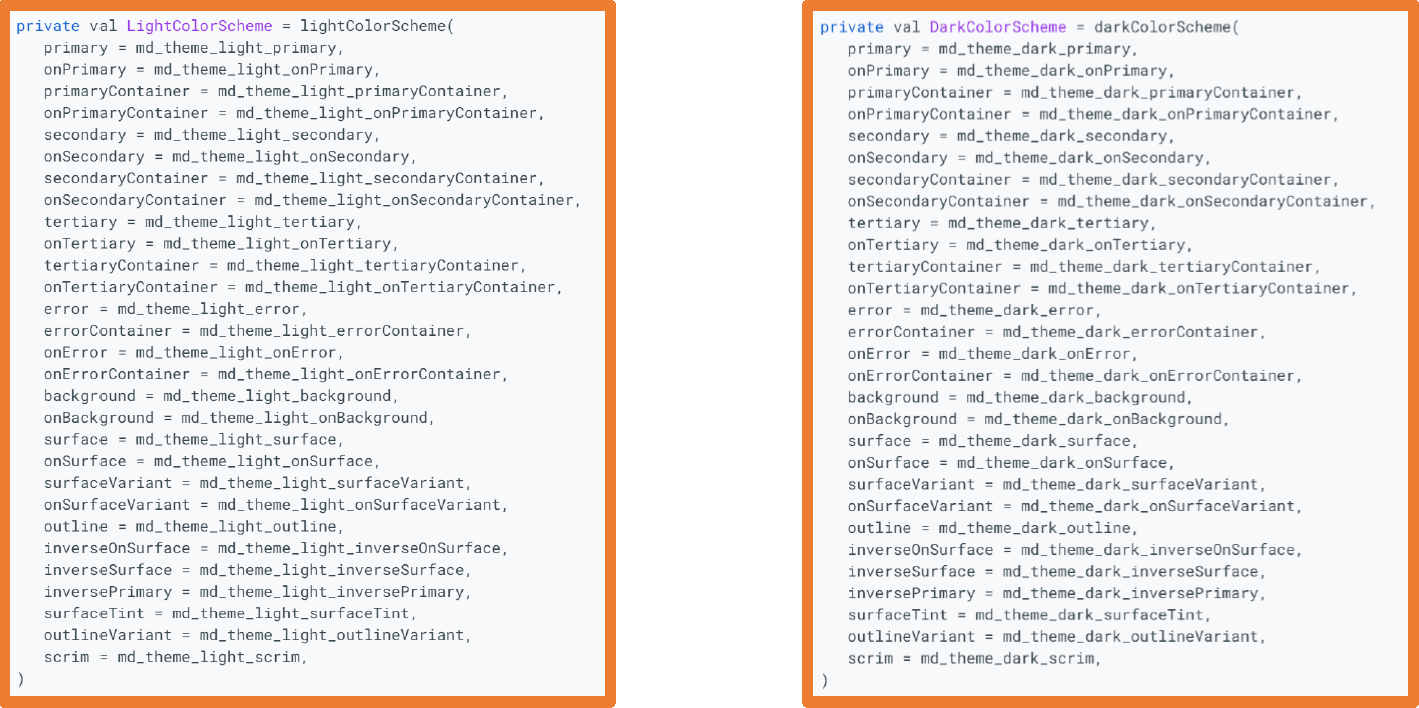 private val LightColorScheme = lightColorScheme(
primary = md_theme_light_primary,
onPrimary = md_theme_light_onPrimary,
primaryContainer = md_theme_light_primaryContainer,
onPrimaryContainer = md_theme_light_onPrimaryContainer,
secondary = md_theme_light_secondary,
onSecondary = md_theme_light_onSecondary,
secondaryContainer = md_theme_light_secondaryContainer,
onSecondaryContainer = md_theme_light_onSecondaryContainer,
tertiary = md_theme_light_tertiary,
onTertiary = md_theme_light_onTertiary,
tertiaryContainer = md_theme_light_tertiaryContainer,
onTertiaryContainer = md_theme_light_onTertiaryContainer,
error = md_theme_light_error,
errorContainer = md_theme_light_errorContainer,
onError = md_theme_light_onError,
onErrorContainer = md_theme_light_onErrorContainer,
background = md_theme_light_background,
onBackground = md_theme_light_onBackground,
surface = md_theme_light_surface,
onSurface = md_theme_light_onSurface,
surfaceVariant = md_theme_light_surfaceVariant,
onSurfaceVariant = md_theme_light_onSurfaceVariant,
outline = md_theme_light_outline,
inverseOnSurface = md_theme_light_inverseOnSurface,
inverseSurface = md_theme_light_inverseSurface,
inversePrimary = md_theme_light_inversePrimary,
surfaceTint = md_theme_light_surfaceTint,
outlineVariant = md_theme_light_outlineVariant,
scrim = md_theme_light_scrim,
)
private val DarkColorScheme = darkColorScheme(
primary = md_theme_dark_primary,
onPrimary = md_theme_dark_onPrimary,
primaryContainer = md_theme_dark_primaryContainer,
onPrimaryContainer = md_theme_dark_onPrimaryContainer,
secondary = md_theme_dark_secondary,
onSecondary = md_theme_dark_onSecondary,
secondaryContainer = md_theme_dark_secondaryContainer,
onSecondaryContainer = md_theme_dark_onSecondaryContainer,
tertiary = md_theme_dark_tertiary,
onTertiary = md_theme_dark_onTertiary,
tertiaryContainer = md_theme_dark_tertiaryContainer,
onTertiaryContainer = md_theme_dark_onTertiaryContainer,
error = md_theme_dark_error,
errorContainer = md_theme_dark_errorContainer,
onError = md_theme_dark_onError,
onErrorContainer = md_theme_dark_onErrorContainer,
background = md_theme_dark_background,
onBackground = md_theme_dark_onBackground,
surface = md_theme_dark_surface,
onSurface = md_theme_dark_onSurface,
surfaceVariant = md_theme_dark_surfaceVariant,
onSurfaceVariant = md_theme_dark_onSurfaceVariant,
outline = md_theme_dark_outline,
inverseOnSurface = md_theme_dark_inverseOnSurface,
inverseSurface = md_theme_dark_inverseSurface,
inversePrimary = md_theme_dark_inversePrimary,
surfaceTint = md_theme_dark_surfaceTint,
outlineVariant = md_theme_dark_outlineVariant,
scrim = md_theme_dark_scrim,
)